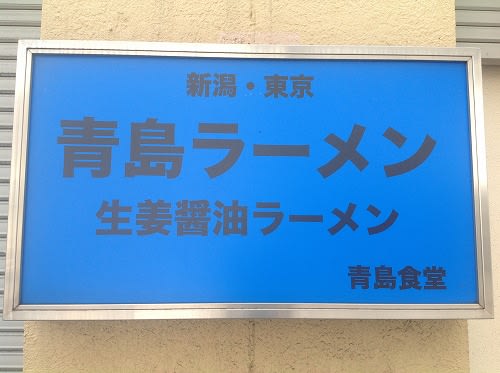 新潟・東京
青島ラーメン
生姜醤油ラーメン
青島食堂